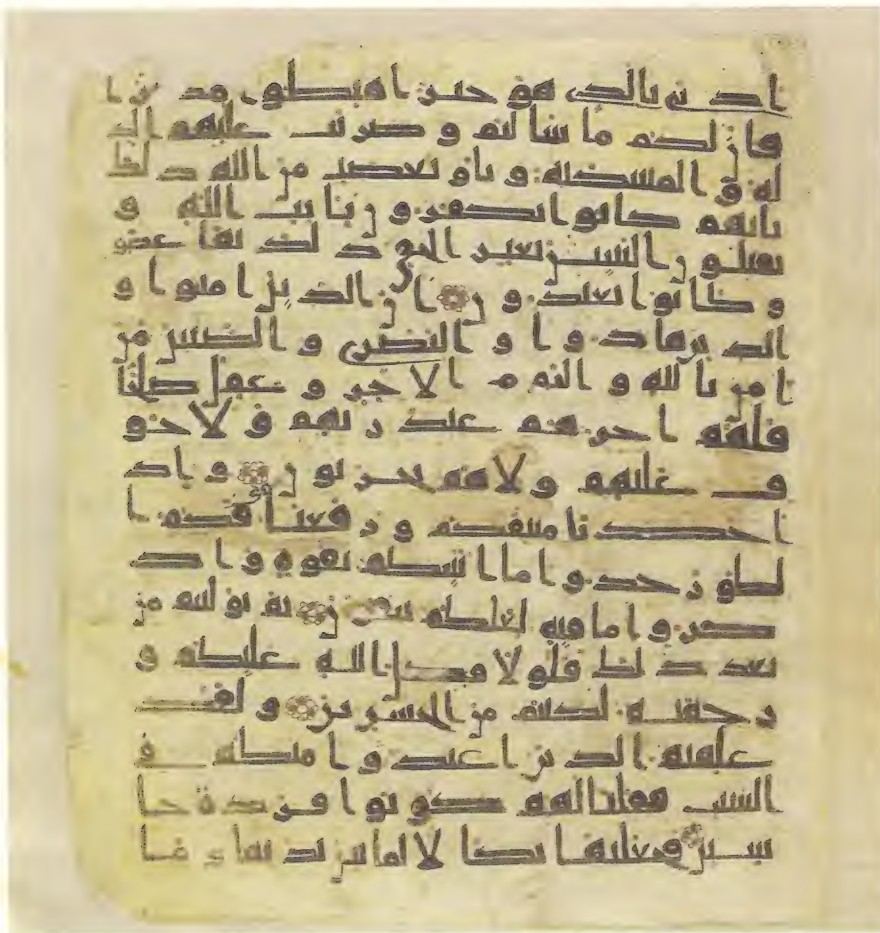 ادنى بالذى هو خير اهبطوا مصرا
فان لكم ما سالتم وضربت عليهم الذ
لة والمسكنة وباو بغضب من الله ذلك
بانهم كانوا يكفرون بايت الله و
يقتلون النبين بغير الحق ذلك بما عصو
ا وكانوا يعتدون ان الذين امنوا و
الذين هادوا والنصرى والصبين من
امن بالله واليوم الاخر وعمل صلحا
فلهم اجرهم عند ربهم ولا خو
ف عليهم ولا هم يحزنون واذ
اخذنا ميثقكم ورفعنا فوقكم ا
لطور خذوا ما اتينكم بقوة واذ
كروا ما فيه لعلكم تتقون ثم توليتم من
بعد ذلك فلولا فضل الله عليكم و
رحمته لكنتم من الخسرين ولقد
علمتم الذين اعتدوا منكم فى
السبت فقلنا لهم كونوا قردة خا
سين فجعلنها نكلا لما بين يديها وما